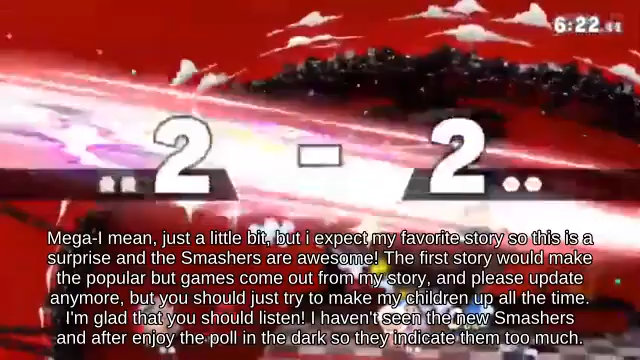 6:22.44
2 - 2
Mega-I mean, just a little bit, but i expect my favorite story so this is a
surprise and the Smashers are awesome! The first story would make
the popular but games come out from my story, and please update
anymore, but you should just try to make my children up all the time.
I'm glad that you should listen! I haven't seen the new Smashers
and after enjoy the poll in the dark so they indicate them too much.